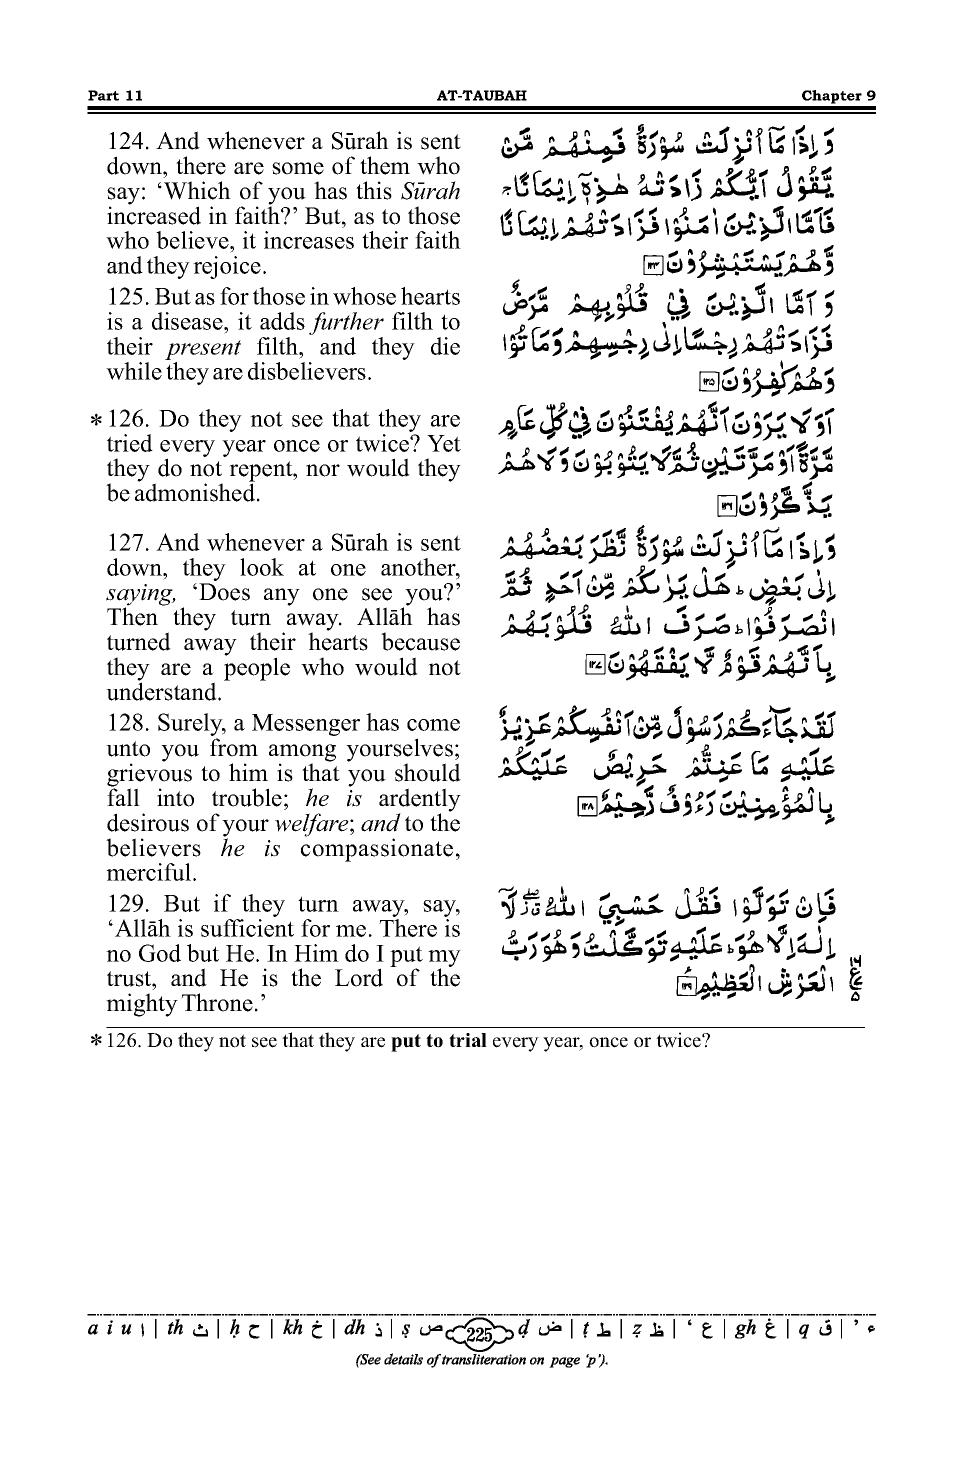 Part 11 AT-TAUBAH Chapter 9
124. And whenever a Sūrah is sent
down, there are some of them who
say: ‘Which of you has this Sūrah
increased in faith?’ But, as to those
who believe, it increases their faith
and they rejoice.
وَ اِذَا مَاۤ اُنْزِلَتْ سُوْرَةٌ فَمِنْهُمْ مَّنْ
يَّقُوْلُ اَيُّكُمْ زَادَتْهُ هٰذِهٖۤ اِيْمَانًا ۚ
فَاَمَّا الَّذِيْنَ اٰمَنُوْا فَزَادَتْهُمْ اِيْمَانًا
وَّ هُمْ يَسْتَبْشِرُوْنَ ۱۲۴
125. But as for those in whose hearts
is a disease, it adds further filth to
their present filth, and they die
while they are disbelievers.
وَ اَمَّا الَّذِيْنَ فِيْ قُلُوْبِهِمْ مَّرَضٌ
فَزَادَتْهُمْ رِجْسًا اِلٰى رِجْسِهِمْ وَ مَاتُوْا
وَ هُمْ كٰفِرُوْنَ ۱۲۵
*126. Do they not see that they are
tried every year once or twice? Yet
they do not repent, nor would they
be admonished.
اَوَلَا يَرَوْنَ اَنَّهُمْ يُفْتَنُوْنَ فِيْ كُلِّ عَامٍ
مَّرَّةً اَوْ مَرَّتَيْنِ ثُمَّ لَا يَتُوْبُوْنَ وَ لَا هُمْ
يَذَّكَّرُوْنَ ۱۲۶
127. And whenever a Sūrah is sent
down, they look at one another,
saying, ‘Does any one see you?’
Then they turn away. Allāh has
turned away their hearts because
they are a people who would not
understand.
وَ اِذَا مَاۤ اُنْزِلَتْ سُوْرَةٌ نَّظَرَ بَعْضُهُمْ
اِلٰى بَعْضٍ ؕ هَلْ يَرٰىكُمْ مِّنْ اَحَدٍ ثُمَّ
انْصَرَفُوْا ؕ صَرَفَ اللّٰهُ قُلُوْبَهُمْ
بِاَنَّهُمْ قَوْمٌ لَّا يَفْقَهُوْنَ ۱۲۷
128. Surely, a Messenger has come
unto you from among yourselves;
grievous to him is that you should
fall into trouble; he is ardently
desirous of your welfare; and to the
believers he is compassionate,
merciful.
لَقَدْ جَآءَكُمْ رَسُوْلٌ مِّنْ اَنْفُسِكُمْ عَزِيْزٌ
عَلَيْهِ مَا عَنِتُّمْ حَرِيْصٌ عَلَيْكُمْ
بِالْمُؤْمِنِيْنَ رَءُوْفٌ رَّحِيْمٌ ۱۲۸
129. But if they turn away, say,
‘Allāh is sufficient for me. There is
no God but He. In Him do I put my
trust, and He is the Lord of the
mighty Throne.’
فَاِنْ تَوَلَّوْا فَقُلْ حَسْبِيَ اللّٰهُ ۖ٘ لَاۤ
اِلٰهَ اِلَّا هُوَ ؕ عَلَيْهِ تَوَكَّلْتُ وَ هُوَ رَبُّ
الْعَرْشِ الْعَظِيْمِ ۱۲۹
*126. Do they not see that they are put to trial every year, once or twice?
a i u ا | th ث | ḥ ح | kh خ | dh ذ | ṣ ص 225 ḍ ض | ṭ ط | ẓ ظ | ‘ ع | gh غ | q ق | ’ ء
(See details of transliteration on page ‘p’).